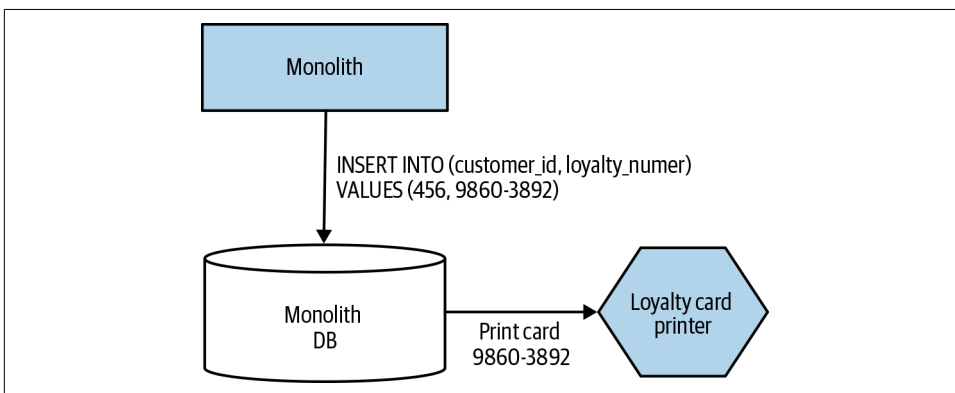 Monolith
INSERT INTO (customer_id, loyalty_numer)
VALUES (456, 9860-3892)
Monolith
DB
Print card
9860-3892
Loyalty card
printer